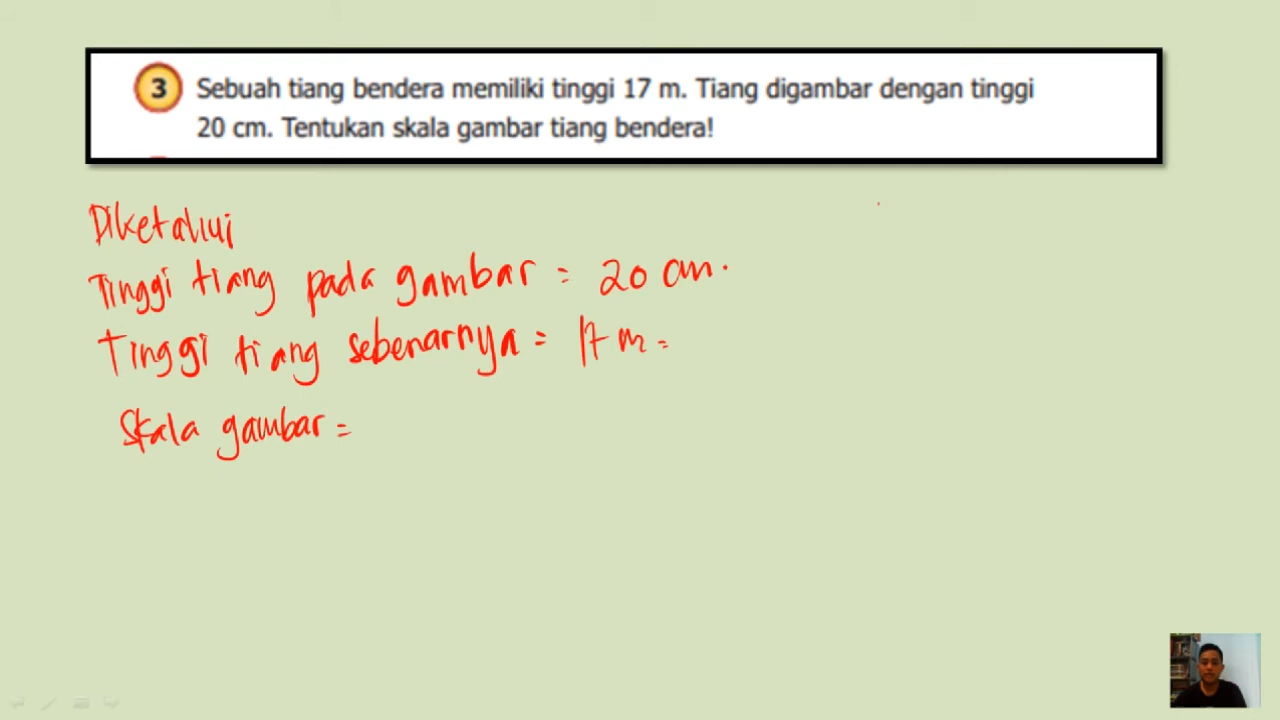 3 Sebuah tiang bendera memiliki tinggi 17 m. Tiang digambar dengan tinggi
20 cm. Tentukan skala gambar tiang bendera!
Diketahui
Tinggi tiang pada gambar = 20 cm.
Tinggi tiang sebenarnya = 17 m =
Skala gambar =